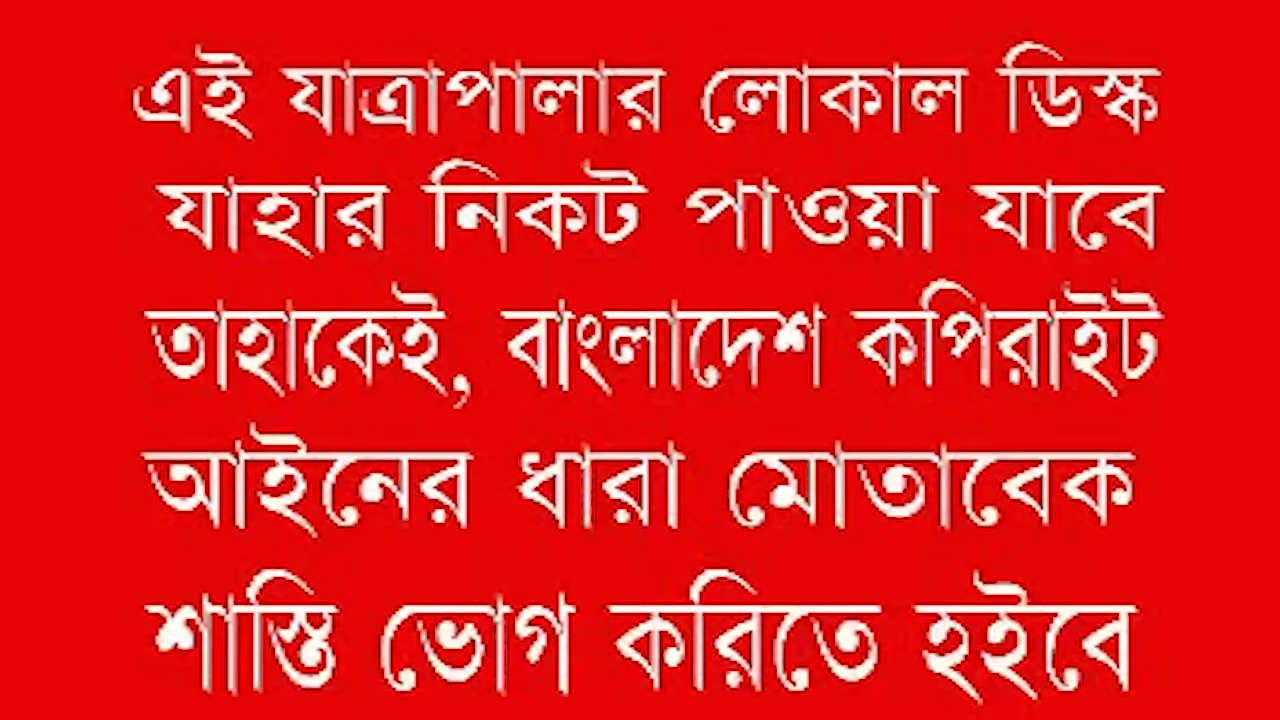 এই যাত্রাপালার লোকাল ডিস্ক
যাহার নিকট পাওয়া যাবে
তাহাকেই, বাংলাদেশ কপিরাইট
আইনের ধারা মোতাবেক
শাস্তি ভোগ করিতে হইবে